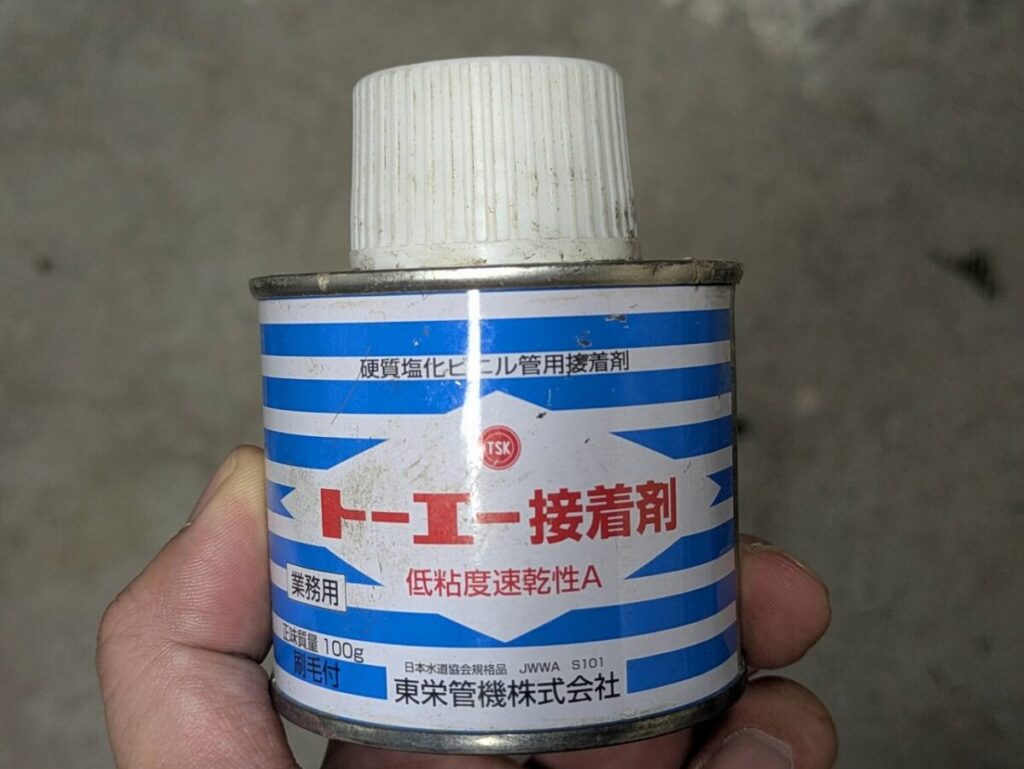 硬質塩化ビニル管用接着剤
TSK
トーエー接着剤
低粘度速乾性A
業務用
正味質量 100g
刷毛付
日本水道協会規格品 JWWA S101
東栄管機株式会社